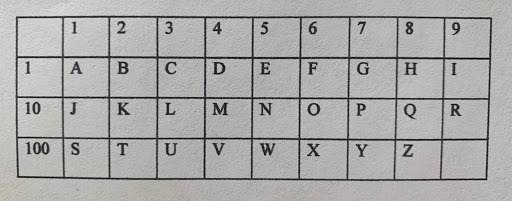 1 2 3 4 5 6 7 8 9
1 A B C D E F G H I
10 J K L M N O P Q R
100 S T U V W X Y Z